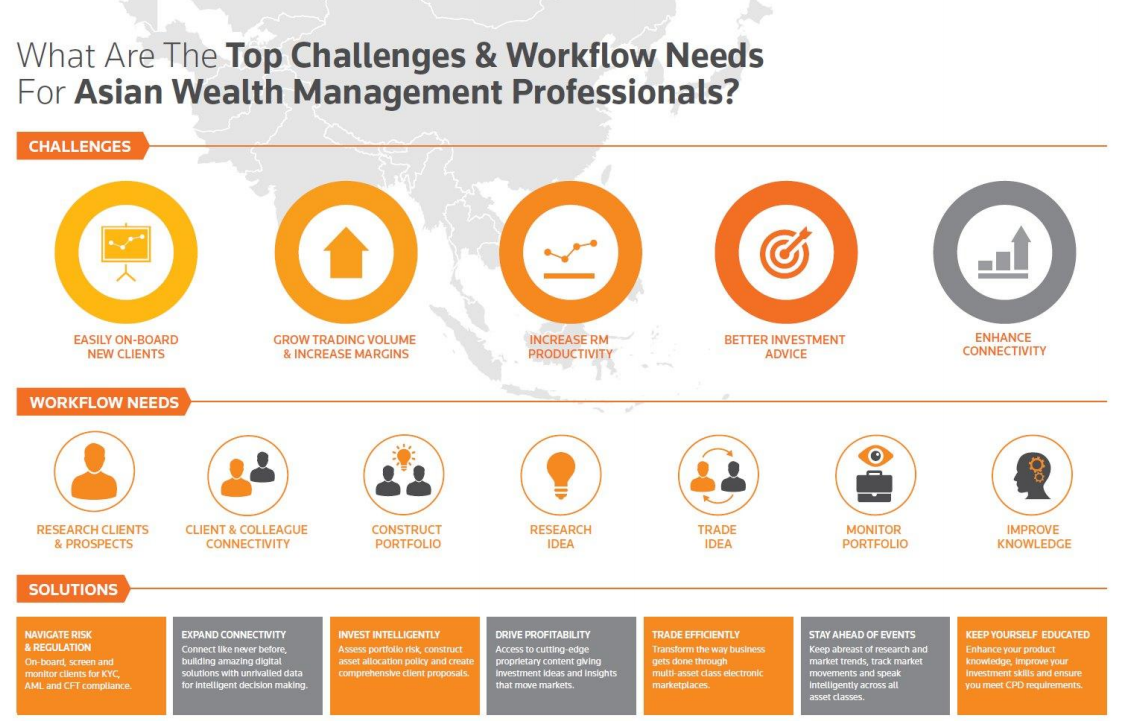 What Are The Top Challenges & Workflow Needs
For Asian Wealth Management Professionals?
CHALLENGES
EASILY ON-BOARD
NEW CLIENTS
GROW TRADING VOLUME
& INCREASE MARGINS
INCREASE RM
PRODUCTIVITY
BETTER INVESTMENT
ADVICE
ENHANCE
CONNECTIVITY
WORKFLOW NEEDS
RESEARCH CLIENTS
& PROSPECTS
CLIENT & COLLEAGUE
CONNECTIVITY
CONSTRUCT
PORTFOLIO
RESEARCH
IDEA
TRADE
IDEA
MONITOR
PORTFOLIO
IMPROVE
KNOWLEDGE
SOLUTIONS
NAVIGATE RISK
& REGULATION
On-board, screen and
monitor clients for KYC,
AML and CFT compliance.
EXPAND CONNECTIVITY
Connect like never before,
building amazing digital
solutions with unrivalled data
for intelligent decision making.
INVEST INTELLIGENTLY
Assess portfolio risk, construct
asset allocation policy and create
comprehensive client proposals.
DRIVE PROFITABILITY
Access to cutting-edge
proprietary content giving
investment ideas and insights
that move markets.
TRADE EFFICIENTLY
Transform the way business
gets done through
multi-asset class electronic
marketplaces.
STAY AHEAD OF EVENTS
Keep abreast of research and
market trends, track market
movements and speak
intelligently across all
asset classes.
KEEP YOURSELF EDUCATED
Enhance your product
knowledge, improve your
investment skills and ensure
you meet CPD requirements.